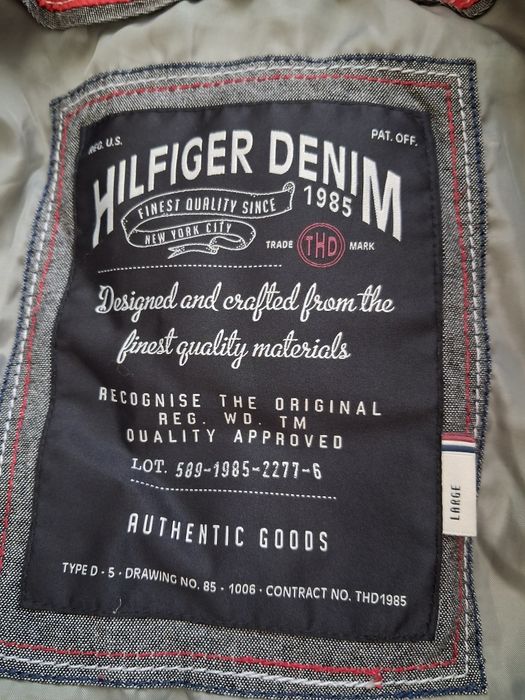 REG. U.S.
PAT. OFF.
HILFIGER DENIM
FINEST QUALITY SINCE 1985
NEW YORK CITY
TRADE THD MARK
Designed and crafted from the
finest quality materials
RECOGNISE THE ORIGINAL
REG. WD. TM
QUALITY APPROVED
LOT. 589-1985-2277-6
LARGE
AUTHENTIC GOODS
TYPE D - 5 · DRAWING NO. 85 - 1006 · CONTRACT NO. THD1985